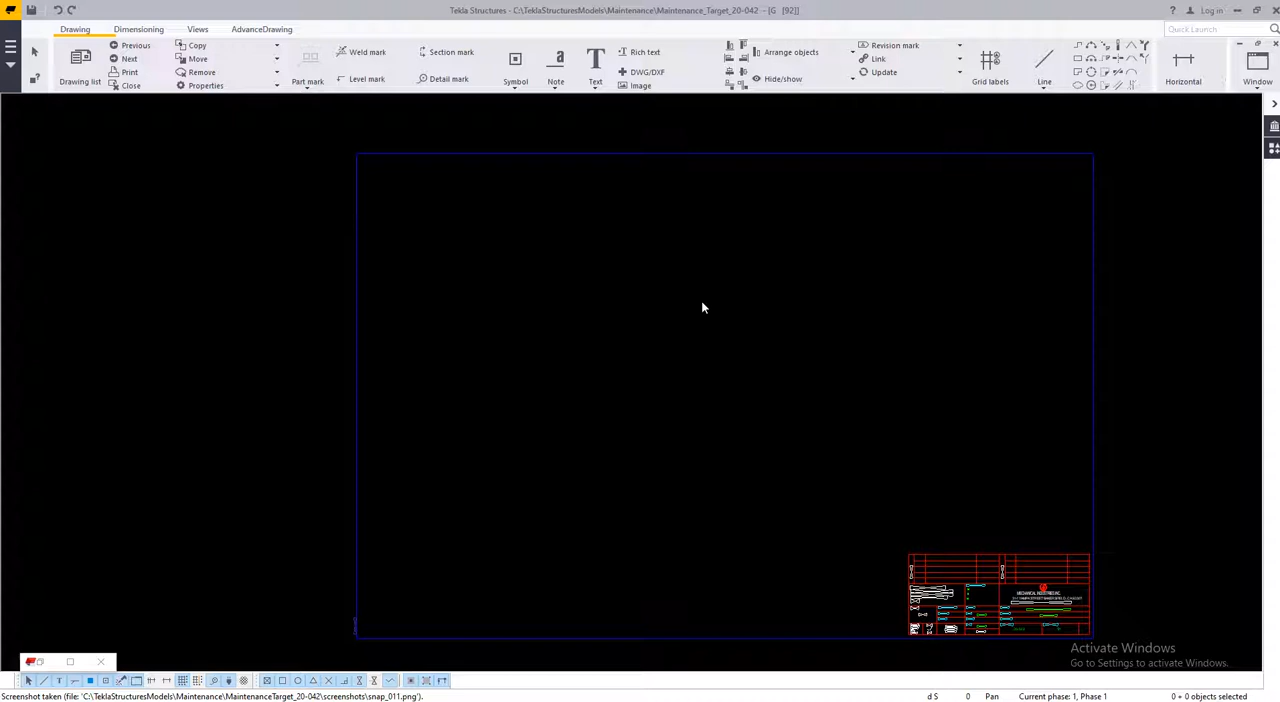 Tekla Structures - C:\TeklaStructuresModels\Maintenance\Maintenance_Target_20-042 - [G [92]]
Log in
Drawing
Dimensioning
Views
AdvanceDrawing
Quick Launch
Drawing list
Previous
Next
Print
Close
Copy
Move
Remove
Properties
Part mark
Weld mark
Level mark
Section mark
Detail mark
Symbol
Note
Text
Rich text
DWG/DXF
Image
Arrange objects
Hide/show
Revision mark
Link
Update
Grid labels
Line
Horizontal
Window
MECHANICAL INDUSTRIES INC.
Activate Windows
Go to Settings to activate Windows.
Screenshot taken (file: 'C:\TeklaStructuresModels\Maintenance\MaintenanceTarget_20-042\screenshots\snap_011.png').
d S
0
Pan
Current phase: 1, Phase 1
0 + 0 objects selected